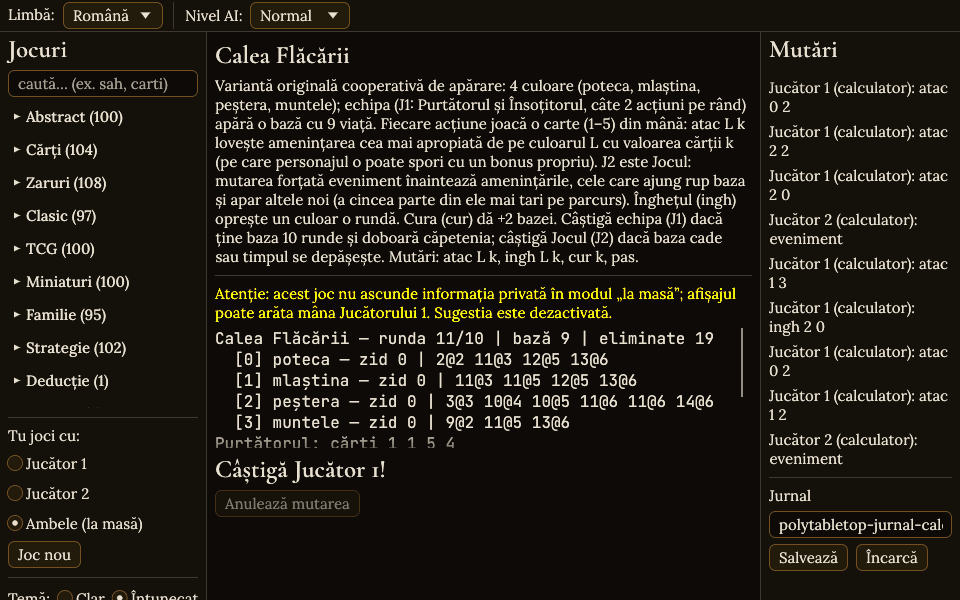 Limbă: Română ▼ Nivel AI: Normal ▼
Jocuri
caută... (ex. sah, carti)
▸ Abstract (100)
▸ Cărți (104)
▸ Zaruri (108)
▸ Clasic (97)
▸ TCG (100)
▸ Miniaturi (100)
▸ Familie (95)
▸ Strategie (102)
▸ Deducție (1)
Tu joci cu:
Jucător 1
Jucător 2
Ambele (la masă)
Joc nou
Temă: Clar Întunecat
Calea Flăcării
Variantă originală cooperativă de apărare: 4 culoare (poteca, mlaștina,
peștera, muntele); echipa (J1: Purtătorul și Însoțitorul, câte 2 acțiuni pe rând)
apără o bază cu 9 viață. Fiecare acțiune joacă o carte (1–5) din mână: atac L k
lovește amenințarea cea mai apropiată de pe culoarul L cu valoarea cărții k
(pe care personajul o poate spori cu un bonus propriu). J2 este Jocul:
mutarea forțată eveniment înaintează amenințările, cele care ajung rup baza
și apar altele noi (a cincea parte din ele mai tari pe parcurs). Înghețul (ingh)
oprește un culoar o rundă. Cura (cur) dă +2 bazei. Câștigă echipa (J1) dacă
ține baza 10 runde și doboară căpetenia; câștigă Jocul (J2) dacă baza cade
sau timpul se depășește. Mutări: atac L k, ingh L k, cur k, pas.
Atenție: acest joc nu ascunde informația privată în modul „la masă”; afișajul
poate arăta mâna Jucătorului 1. Sugestia este dezactivată.
Calea Flăcării — runda 11/10 | bază 9 | eliminate 19
[0] poteca — zid 0 | 2@2 11@3 12@5 13@6
[1] mlaștina — zid 0 | 11@3 11@5 12@5 13@6
[2] peștera — zid 0 | 3@3 10@4 10@5 11@6 11@6 14@6
[3] muntele — zid 0 | 9@2 11@5 13@6
Purtătorul: cărți 1 1 5 4
Câștigă Jucător 1!
Anulează mutarea
Mutări
Jucător 1 (calculator): atac
0 2
Jucător 1 (calculator): atac
2 2
Jucător 1 (calculator): atac
2 0
Jucător 2 (calculator):
eveniment
Jucător 1 (calculator): atac
1 3
Jucător 1 (calculator):
ingh 2 0
Jucător 1 (calculator): atac
0 2
Jucător 1 (calculator): atac
1 2
Jucător 2 (calculator):
eveniment
Jurnal
polytabletop-jurnal-cal
Salvează Încarcă